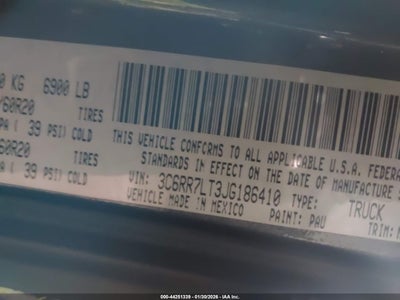 0 KG 6900 LB
/60R20 TIRES
PA ( 39 PSI) COLD
60R20 TIRES
PA ( 39 PSI) COLD
THIS VEHICLE CONFORMS TO ALL APPLICABLE U.S.A. FEDERA
STANDARDS IN EFFECT ON THE DATE OF MANUFACTURE S
VIN: 3C6RR7LT3JG186410 TYPE: TRUCK
VEHICLE MADE IN MEXICO PAINT: PAU TRIM:
000-44251339 - (01/30/2026 - IAA Inc.